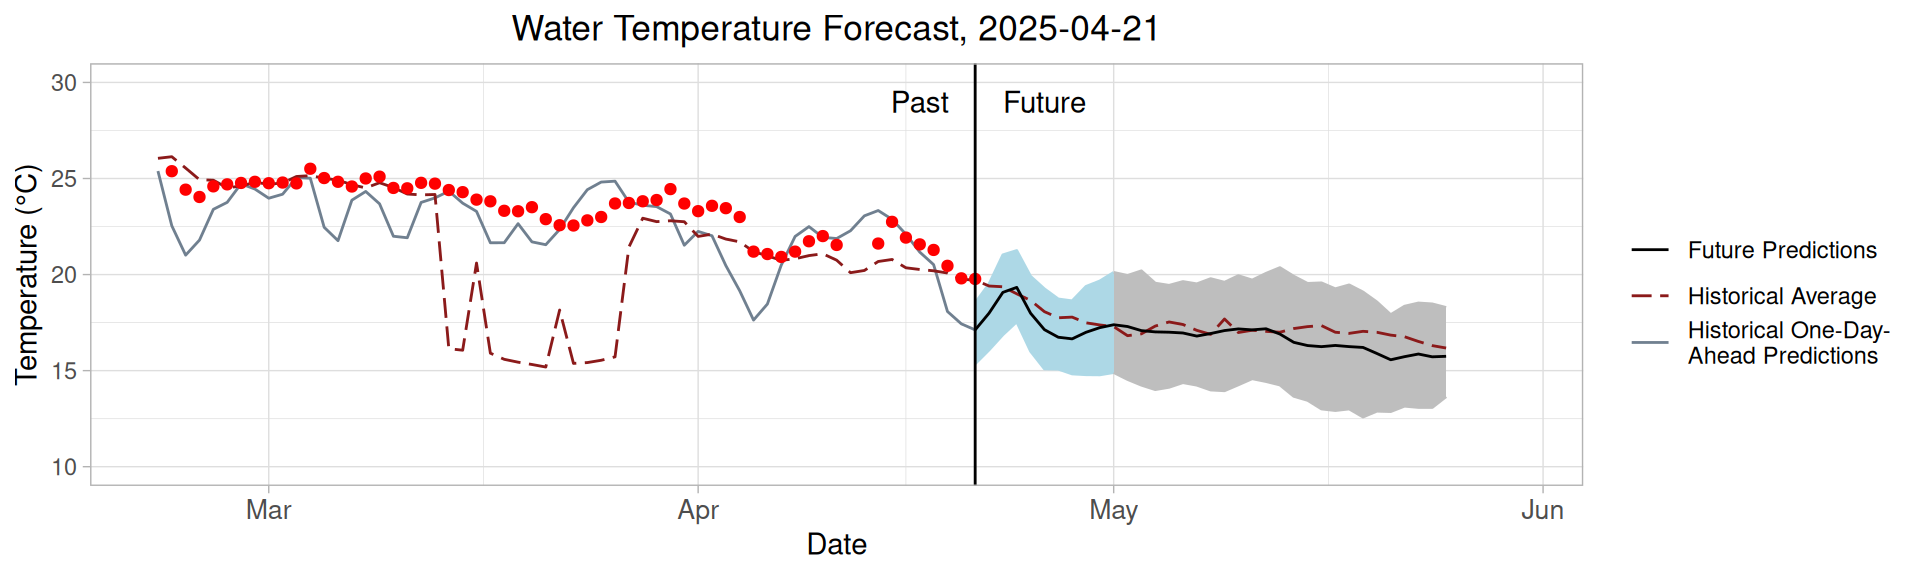 Water Temperature Forecast, 2025-04-21
Temperature (°C)
30
25
20
15
10
Past
Future
Mar
Apr
May
Jun
Date
Future Predictions
Historical Average
Historical One-Day-
Ahead Predictions